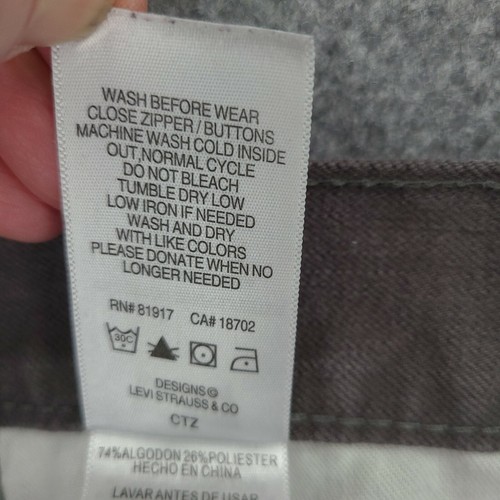 WASH BEFORE WEAR
CLOSE ZIPPER / BUTTONS
MACHINE WASH COLD INSIDE
OUT,NORMAL CYCLE
DO NOT BLEACH
TUMBLE DRY LOW
LOW IRON IF NEEDED
WASH AND DRY
WITH LIKE COLORS
PLEASE DONATE WHEN NO
LONGER NEEDED
RN# 81917 CA# 18702
30C
DESIGNS©
LEVI STRAUSS & CO
CTZ
74%ALGODON 26%POLIESTER
HECHO EN CHINA
LAVAR ANTES DE USAR